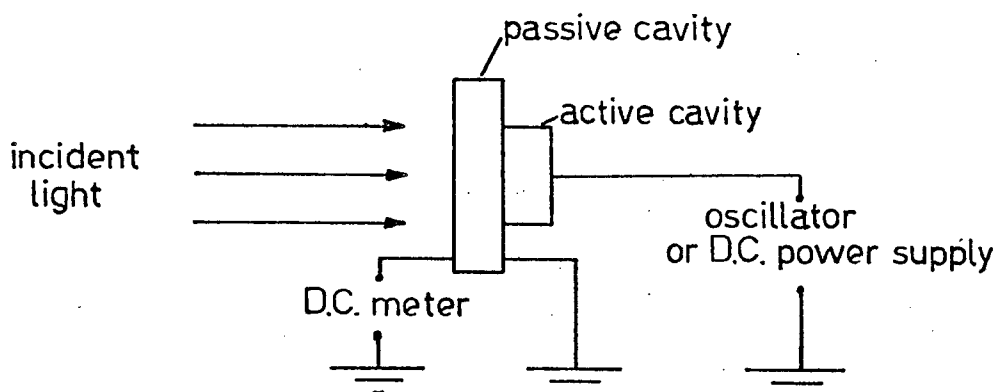 passive cavity
active cavity
incident
light
oscillator
or D.C. power supply
D.C. meter